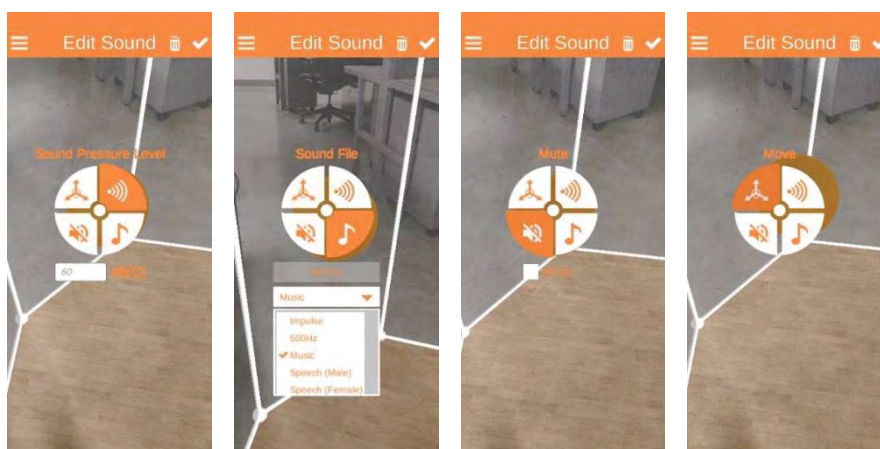 Edit Sound
Sound Pressure Level
60
Edit Sound
Sound File
Music
Impulse
500Hz
Music
Speech (Male)
Speech (Female)
Edit Sound
Mute
Edit Sound
Move